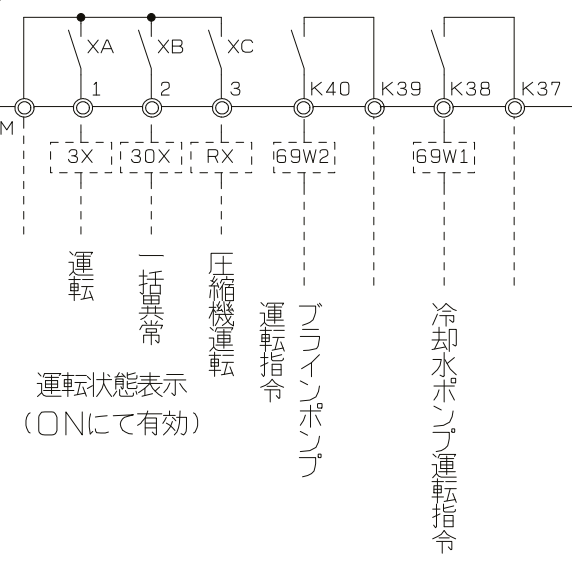 XA
XB
XC
1
2
3
K40
K39
K38
K37
M
3X
30X
RX
69W2
69W1
運転
一括異常
圧縮機運転
ブラインポンプ
運転指令
冷却水ポンプ運転指令
運転状態表示
(ONにて有効)